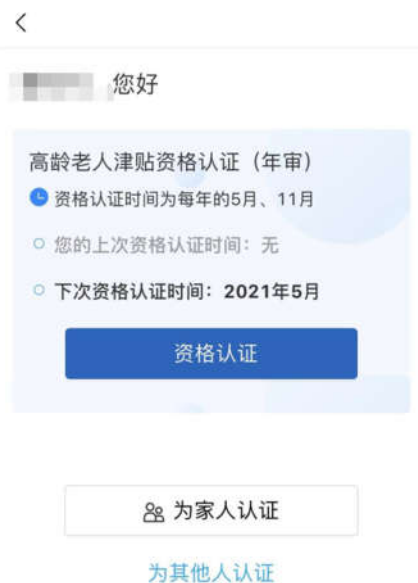 您好
高龄老人津贴资格认证（年审）
资格认证时间为每年的5月、11月
您的上次资格认证时间：无
下次资格认证时间：2021年5月
资格认证
为家人认证
为其他人认证